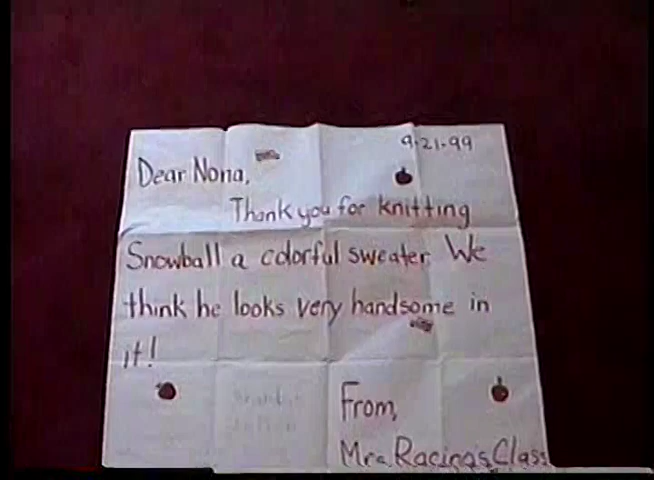 9-21-99
Dear Nona,
Thank you for knitting
Snowball a colorful sweater. We
think he looks very handsome in
it!
From,
Mrs. Racina's Class